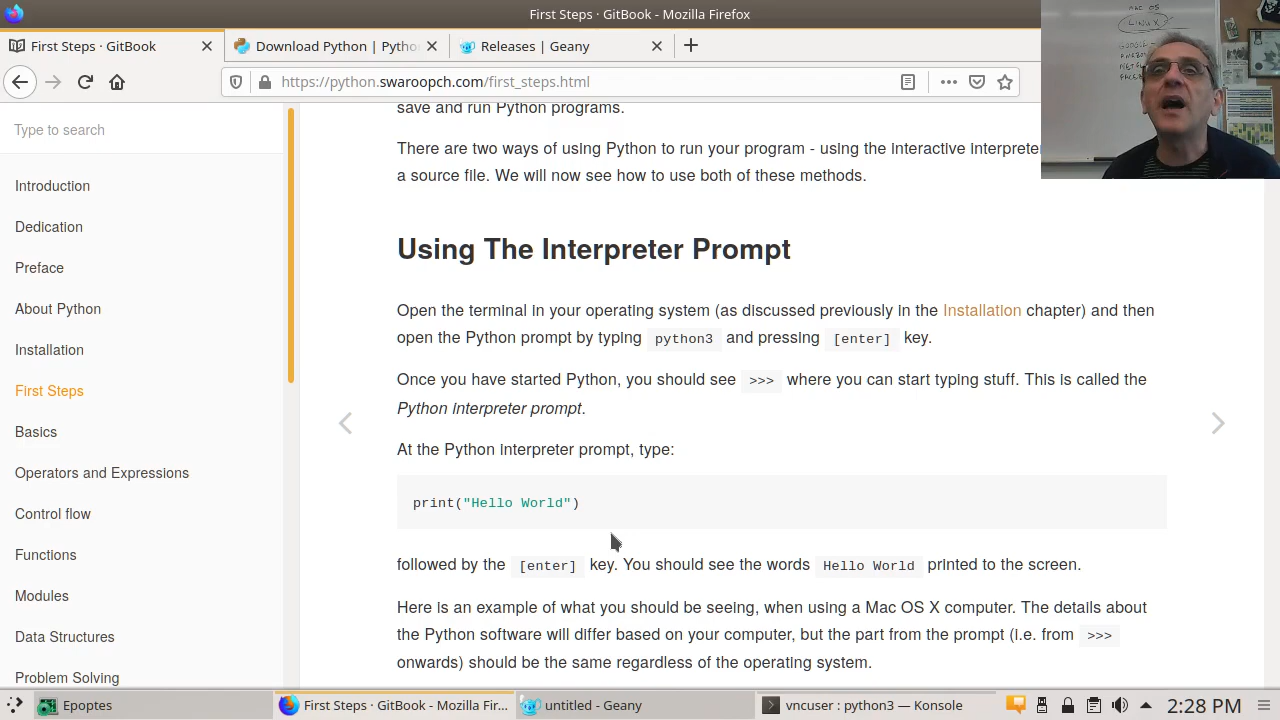 First Steps · GitBook - Mozilla Firefox
First Steps · GitBook
Download Python | Pytho
Releases | Geany
https://python.swaroopch.com/first_steps.html
MAC OS
LINUX
GOOGLE
Type to search
Introduction
Dedication
Preface
About Python
Installation
First Steps
Basics
Operators and Expressions
Control flow
Functions
Modules
Data Structures
Problem Solving
save and run Python programs.
There are two ways of using Python to run your program - using the interactive interprete
a source file. We will now see how to use both of these methods.
Using The Interpreter Prompt
Open the terminal in your operating system (as discussed previously in the Installation chapter) and then
open the Python prompt by typing python3 and pressing [enter] key.
Once you have started Python, you should see >>> where you can start typing stuff. This is called the
Python interpreter prompt.
At the Python interpreter prompt, type:
print("Hello World")
followed by the [enter] key. You should see the words Hello World printed to the screen.
Here is an example of what you should be seeing, when using a Mac OS X computer. The details about
the Python software will differ based on your computer, but the part from the prompt (i.e. from >>>
onwards) should be the same regardless of the operating system.
Epoptes
First Steps · GitBook - Mozilla Fir...
untitled - Geany
vncuser : python3 — Konsole
2:28 PM